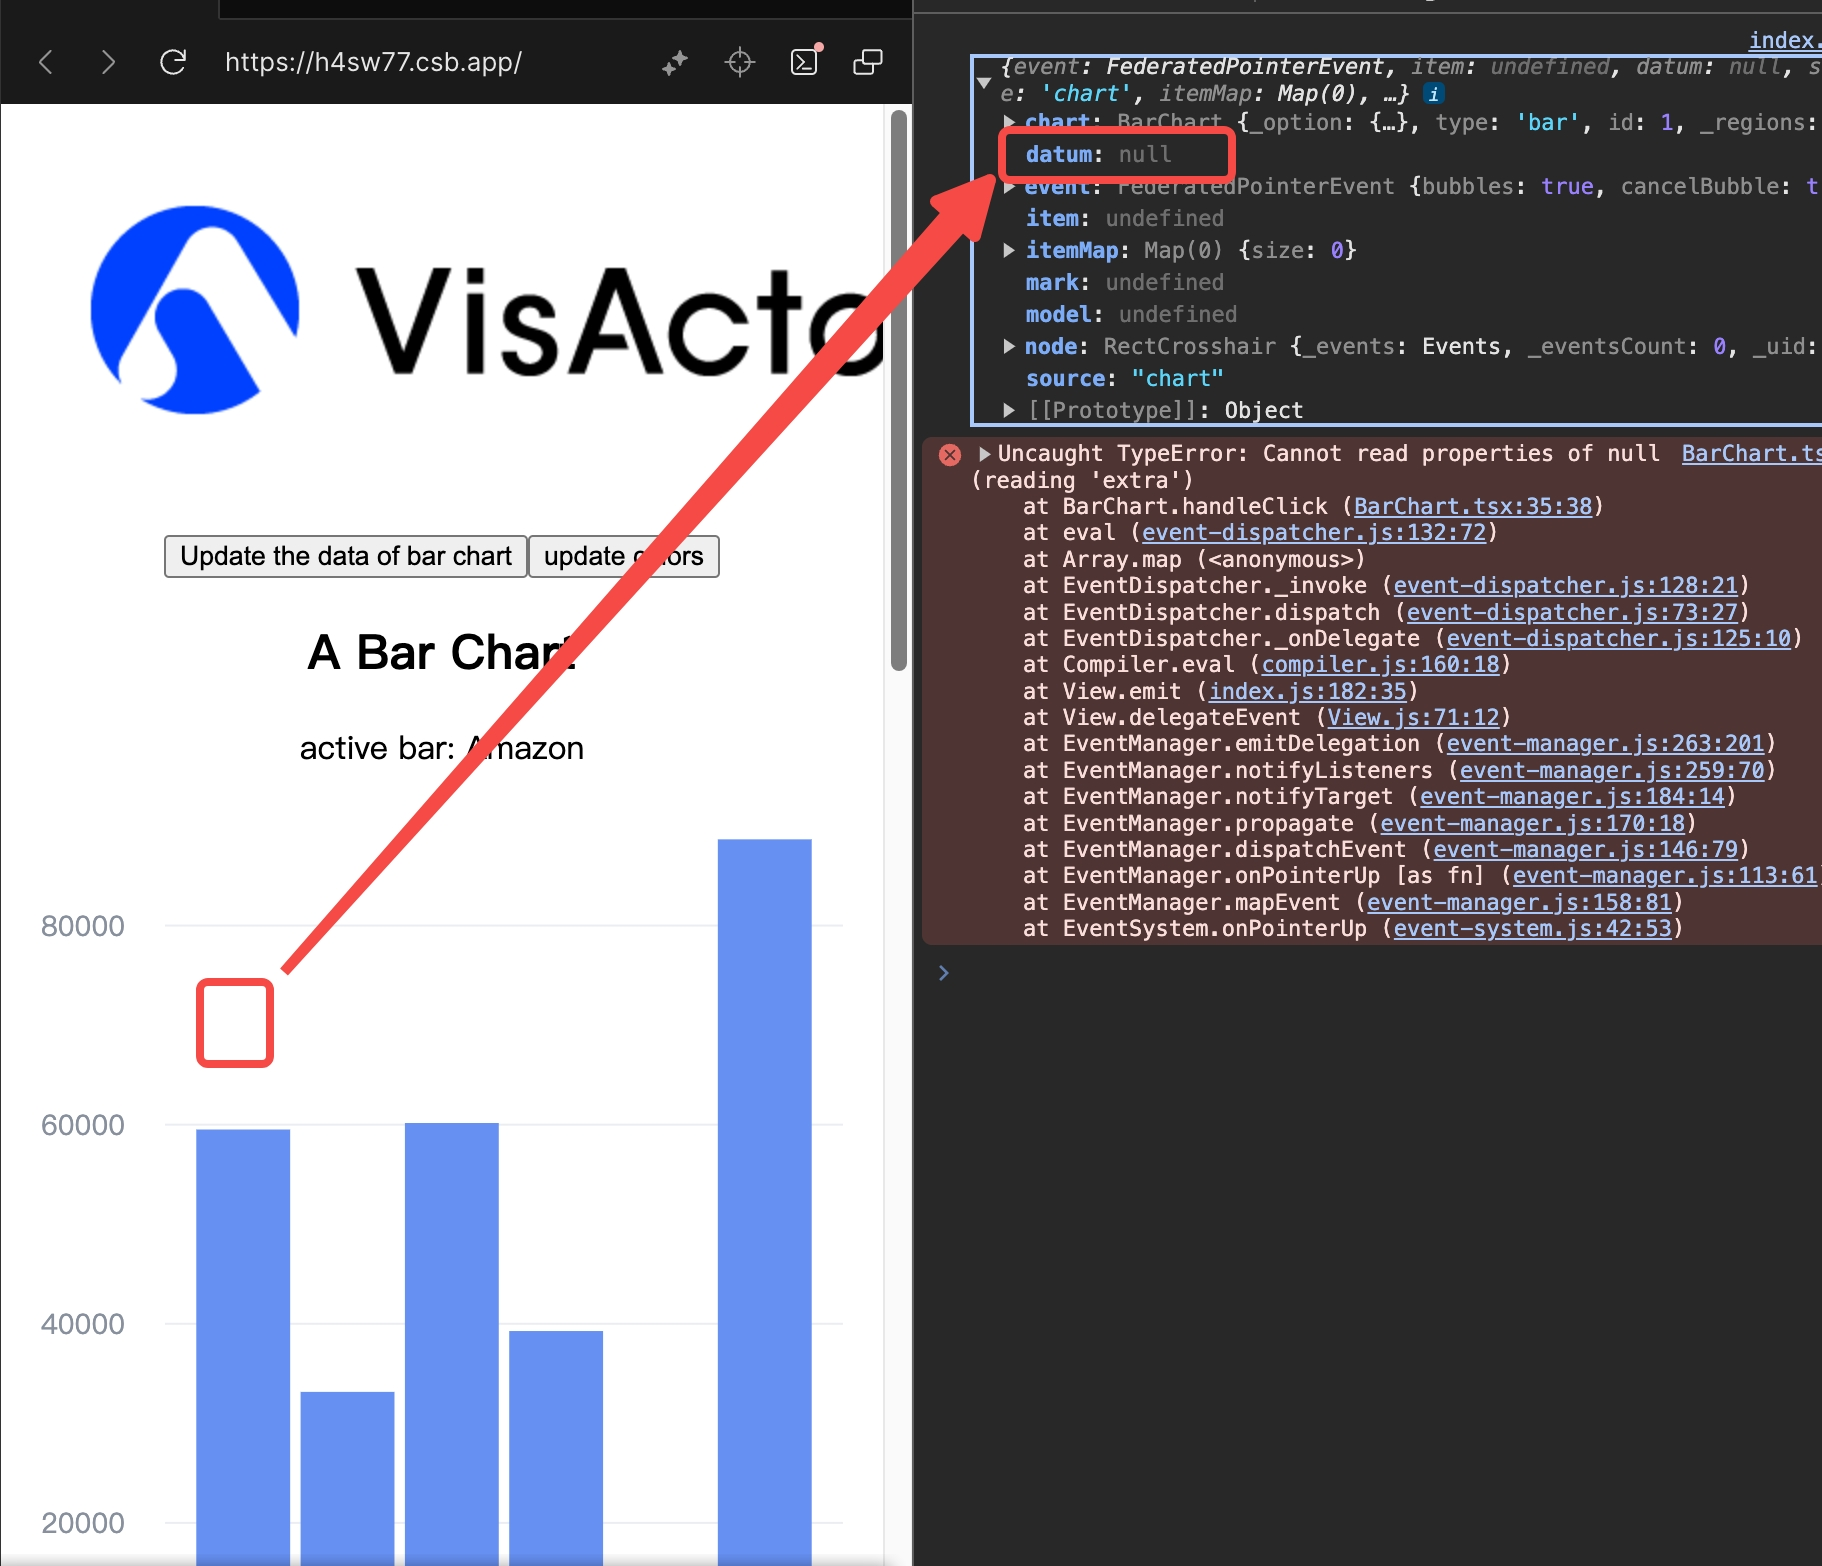 https://h4sw77.csb.app/
VisActo
Update the data of bar chart
update colors
A Bar Chart
active bar: Amazon
80000
60000
40000
20000
index.
{event: FederatedPointerEvent, item: undefined, datum: null, s
e: 'chart', itemMap: Map(0), …} i
chart: BarChart {_option: {…}, type: 'bar', id: 1, _regions:
datum: null
event: FederatedPointerEvent {bubbles: true, cancelBubble: t
item: undefined
itemMap: Map(0) {size: 0}
mark: undefined
model: undefined
node: RectCrosshair {_events: Events, _eventsCount: 0, _uid:
source: "chart"
[[Prototype]]: Object
Uncaught TypeError: Cannot read properties of null BarChart.ts
(reading 'extra')
at BarChart.handleClick (BarChart.tsx:35:38)
at eval (event-dispatcher.js:132:72)
at Array.map (<anonymous>)
at EventDispatcher._invoke (event-dispatcher.js:128:21)
at EventDispatcher.dispatch (event-dispatcher.js:73:27)
at EventDispatcher._onDelegate (event-dispatcher.js:125:10)
at Compiler.eval (compiler.js:160:18)
at View.emit (index.js:182:35)
at View.delegateEvent (View.js:71:12)
at EventManager.emitDelegation (event-manager.js:263:201)
at EventManager.notifyListeners (event-manager.js:259:70)
at EventManager.notifyTarget (event-manager.js:184:14)
at EventManager.propagate (event-manager.js:170:18)
at EventManager.dispatchEvent (event-manager.js:146:79)
at EventManager.onPointerUp [as fn] (event-manager.js:113:61)
at EventManager.mapEvent (event-manager.js:158:81)
at EventSystem.onPointerUp (event-system.js:42:53)